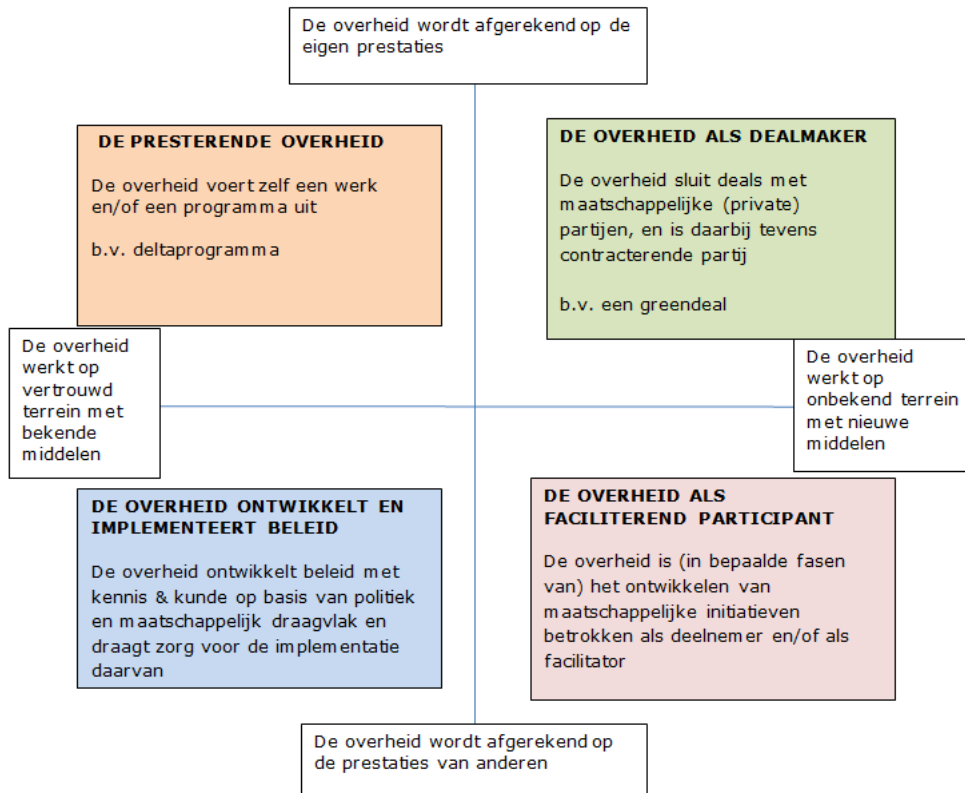 De overheid wordt afgerekend op de
eigen prestaties
DE PRESTERENDE OVERHEID
De overheid voert zelf een werk
en/of een programma uit
b.v. deltaprogramma
DE OVERHEID ALS DEALMAKER
De overheid sluit deals met
maatschappelijke (private)
partijen, en is daarbij tevens
contracterende partij
b.v. een greendeal
De overheid
werkt op
vertrouwd
terrein met
bekende
middelen
De overheid
werkt op
onbekend terrein
met nieuwe
middelen
DE OVERHEID ONTWIKKELT EN
IMPLEMENTEERT BELEID
De overheid ontwikkelt beleid met
kennis & kunde op basis van politiek
en maatschappelijk draagvlak en
draagt zorg voor de implementatie
daarvan
DE OVERHEID ALS
FACILITEREND PARTICIPANT
De overheid is (in bepaalde fasen
van) het ontwikkelen van
maatschappelijke initiatieven
betrokken als deelnemer en/of als
facilitator
De overheid wordt afgerekend op
de prestaties van anderen